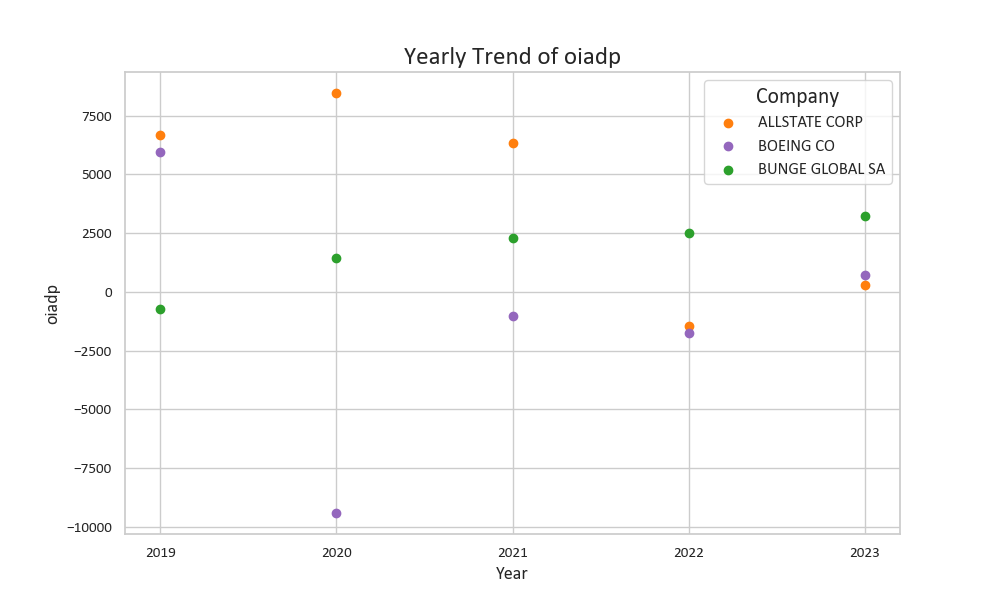 Yearly Trend of oiadp
Company
ALLSTATE CORP
BOEING CO
BUNGE GLOBAL SA
7500
5000
2500
0
−2500
−5000
−7500
−10000
oiadp
2019 2020 2021 2022 2023
Year